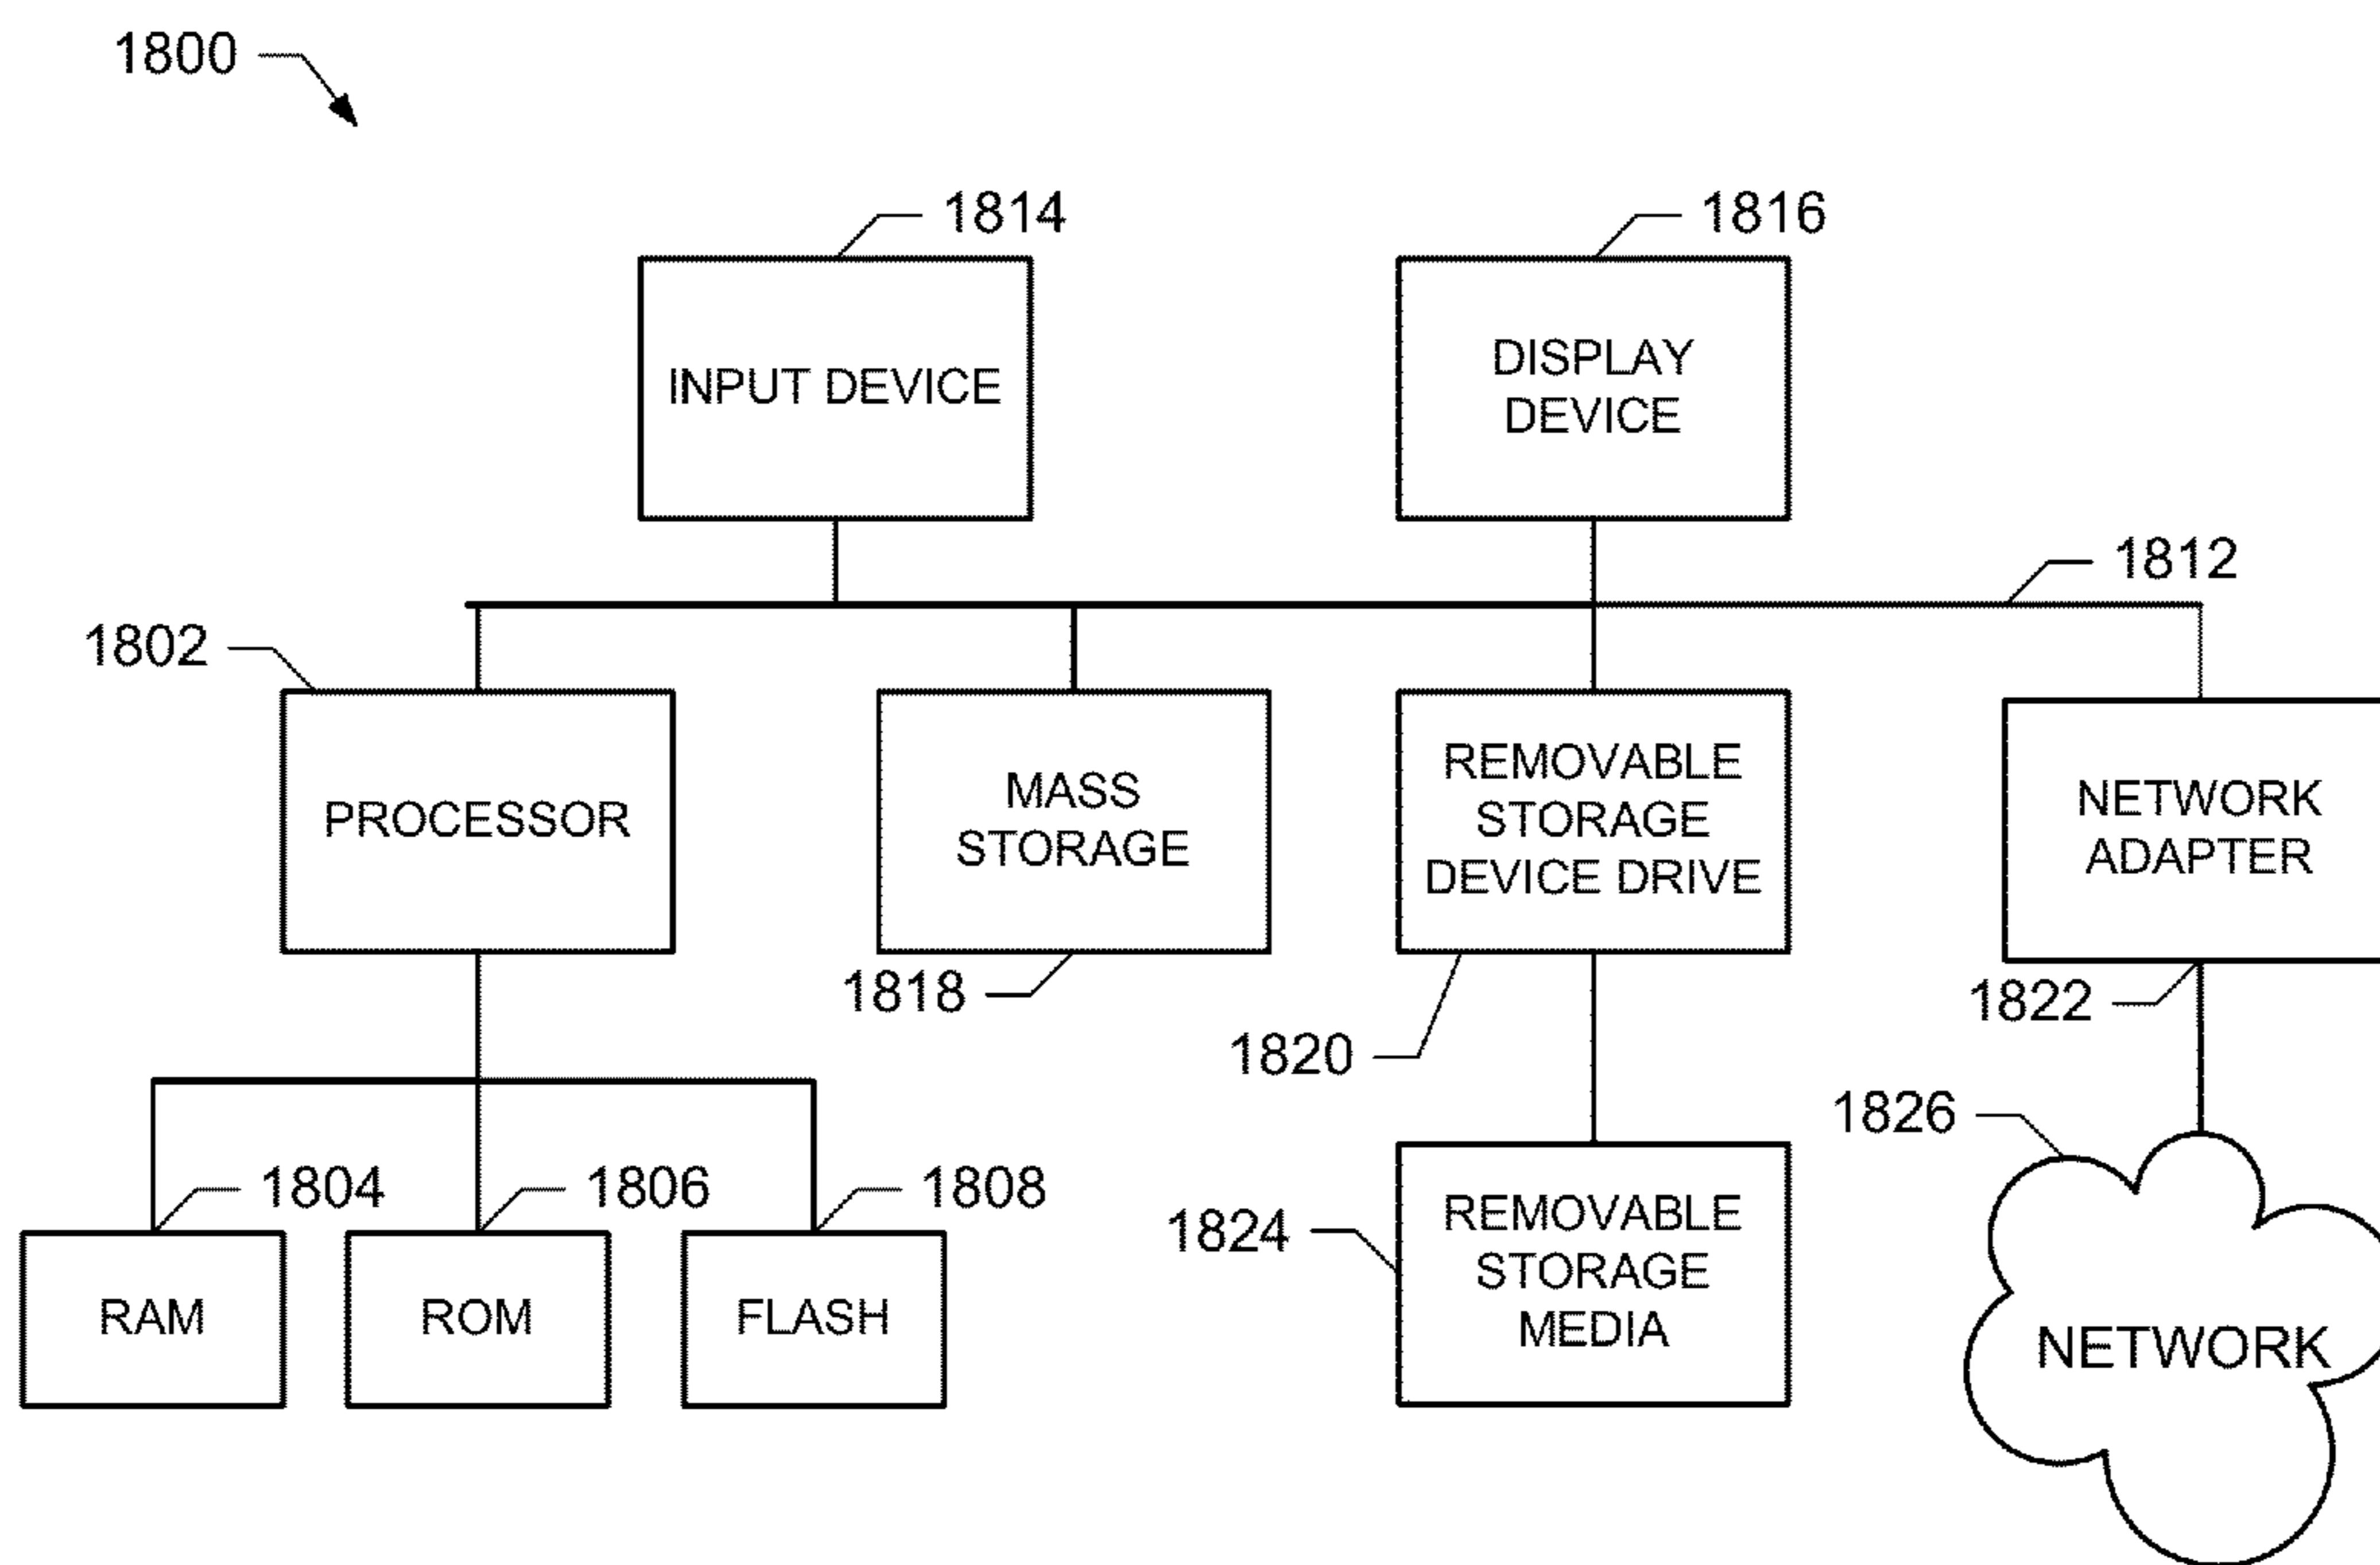 1800
1814
1816
INPUT DEVICE
DISPLAY
DEVICE
1812
1802
PROCESSOR
MASS
STORAGE
REMOVABLE
STORAGE
DEVICE DRIVE
NETWORK
ADAPTER
1818
1820
1822
1826
1804
1806
1808
1824
RAM
ROM
FLASH
REMOVABLE
STORAGE
MEDIA
NETWORK